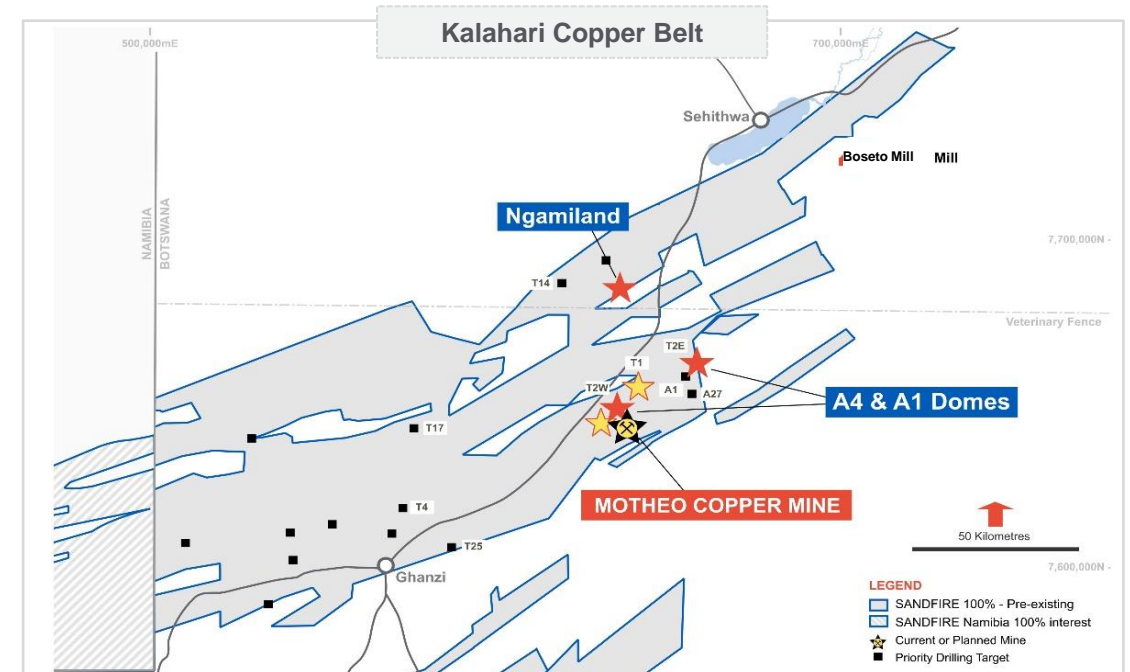 Kalahari Copper Belt
500,000mE
700,000mE
Sehithwa
Boseto Mill Mill
NAMIBIA
BOTSWANA
Ngamiland
7,700,000N -
T14
Veterinary Fence
T2E
T1
T2W
A1
A27
A4 & A1 Domes
T17
MOTHEO COPPER MINE
T4
50 Kilometres
T25
7,600,000N -
Ghanzi
LEGEND
SANDFIRE 100% - Pre-existing
SANDFIRE Namibia 100% interest
Current or Planned Mine
Priority Drilling Target